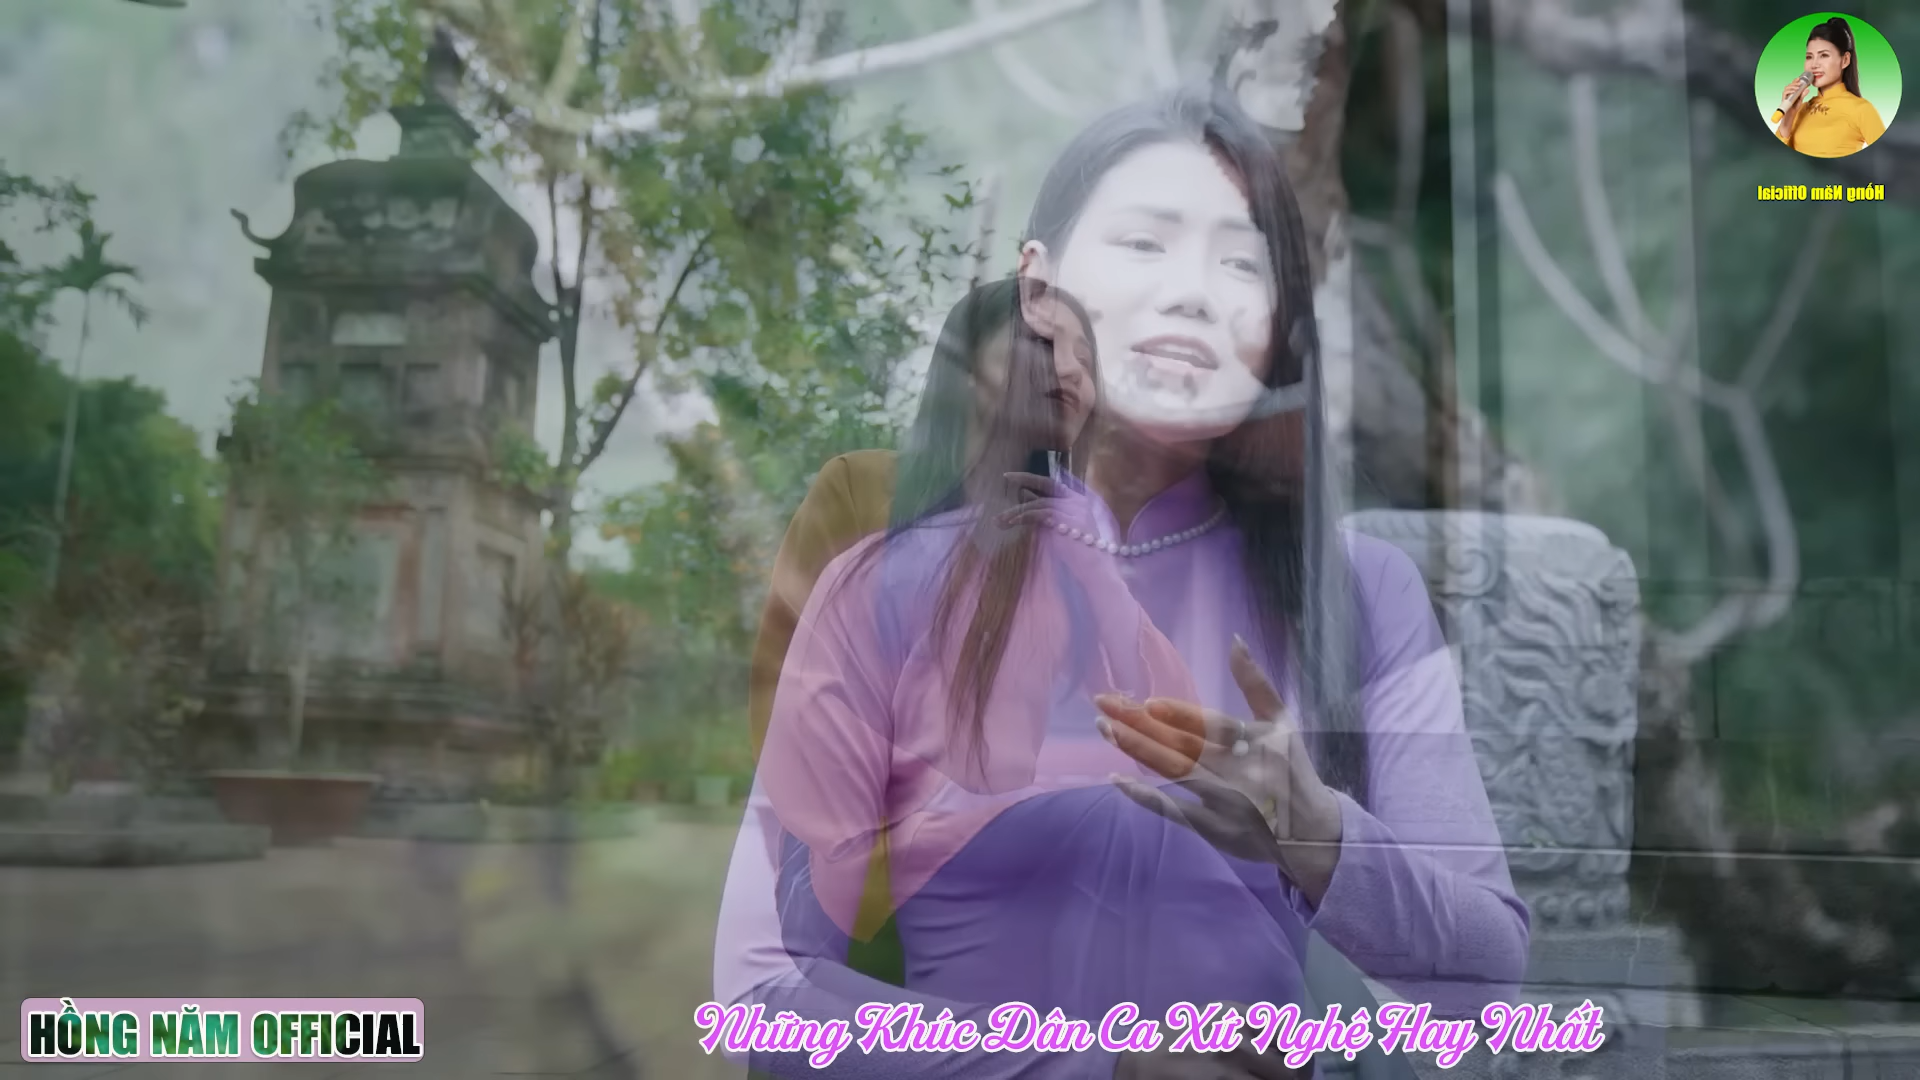 Hồng Năm Official
HỒNG NĂM OFFICIAL
Những Khúc Dân Ca Xứ Nghệ Hay Nhất